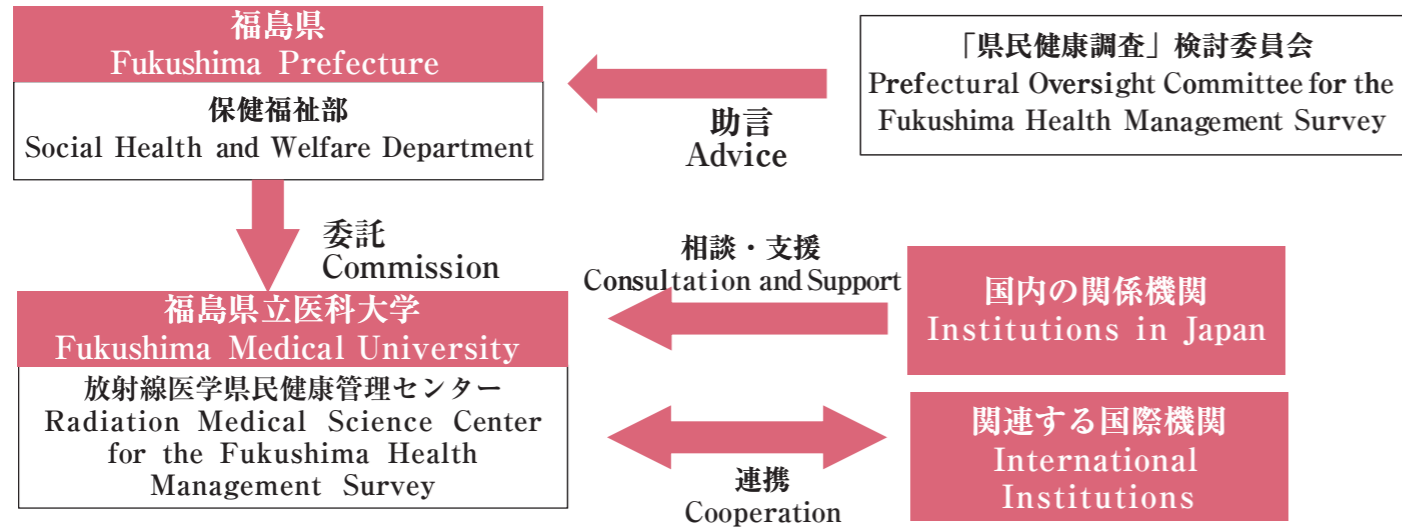 福島県
Fukushima Prefecture
保健福祉部
Social Health and Welfare Department
助言
Advice
「県民健康調査」検討委員会
Prefectural Oversight Committee for the
Fukushima Health Management Survey
委託
Commission
福島県立医科大学
Fukushima Medical University
放射線医学県民健康管理センター
Radiation Medical Science Center
for the Fukushima Health
Management Survey
相談・支援
Consultation and Support
国内の関係機関
Institutions in Japan
連携
Cooperation
関連する国際機関
International
Institutions